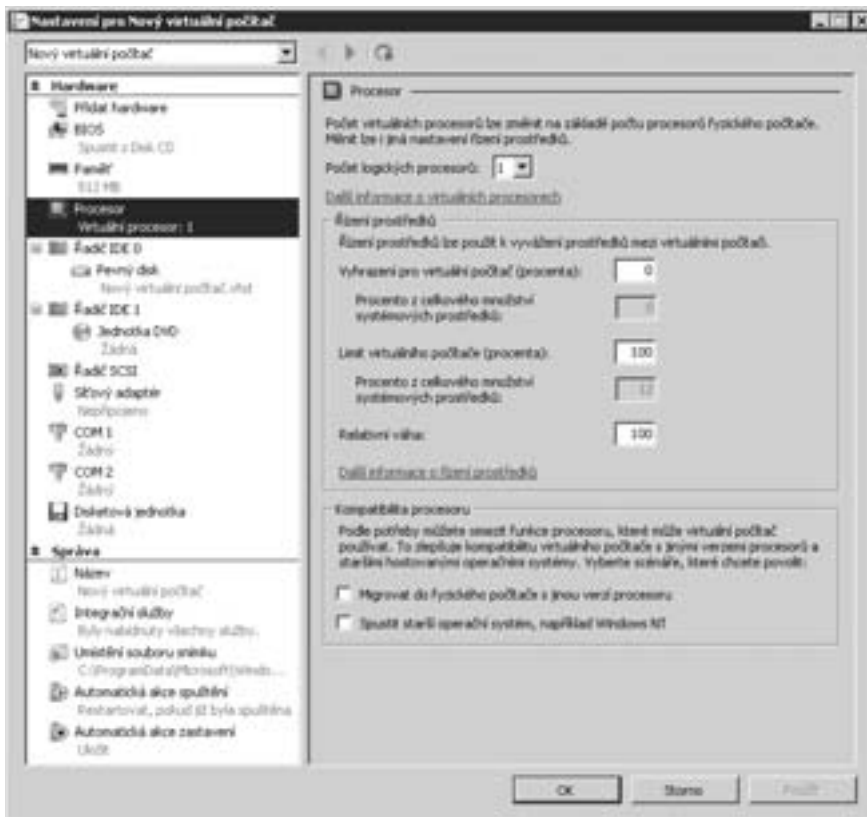 Nastavení pro Nový virtuální počítač
Nový virtuální počítač
Hardware
Přidat hardware
BIOS
Spustit z Disk CD
Paměť
512 MB
Procesor
Virtuální procesor: 1
Řadič IDE 0
Pevný disk
Nový virtuální počítač.vhd
Řadič IDE 1
Jednotka DVD
Žádná
Řadič SCSI
Síťový adaptér
Nepřipojeno
COM 1
Žádný
COM 2
Žádný
Disketová jednotka
Žádná
Správa
Název
Nový virtuální počítač
Integrační služby
Byly nabídnuty všechny služby.
Umístění souboru snímku
C:\ProgramData\Microsoft\Windo...
Automatická akce spuštění
Restartovat, pokud již byla spuštěna
Automatická akce zastavení
Uložit
Procesor
Počet virtuálních procesorů lze změnit na základě počtu procesorů fyzického počítače.
Měnit lze i jiná nastavení řízení prostředků.
Počet logických procesorů: 1
Další informace o virtuálních procesorech
Řízení prostředků
Řízení prostředků lze použít k vyvážení prostředků mezi virtuálními počítači.
Vyhrazení pro virtuální počítač (procenta): 0
Procento z celkového množství
systémových prostředků: 0
Limit virtuálního počítače (procenta): 100
Procento z celkového množství
systémových prostředků: 12
Relativní váha: 100
Další informace o řízení prostředků
Kompatibilita procesoru
Podle potřeby můžete omezit funkce procesoru, které může virtuální počítač
používat. To zlepšuje kompatibilitu virtuálního počítače s jinými verzemi procesorů a
staršími hostovanými operačními systémy. Vyberte scénáře, které chcete povolit:
Migrovat do fyzického počítače s jinou verzí procesoru
Spustit starší operační systém, například Windows NT
OK
Storno
Použít